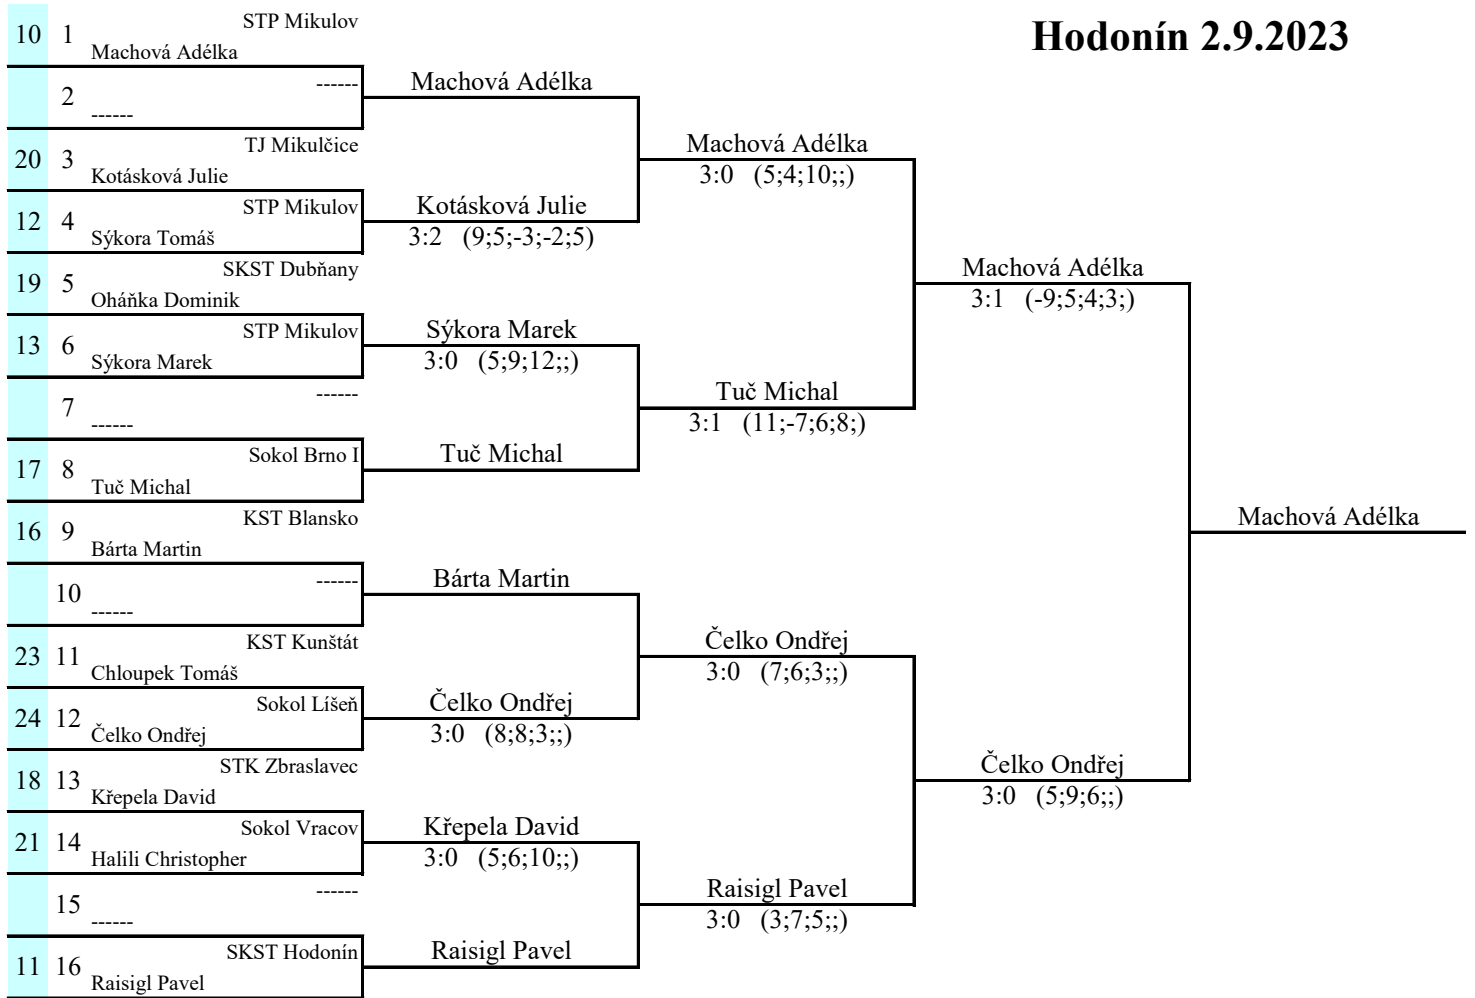 Hodonín 2.9.2023
10 1 STP Mikulov
Machová Adélka
2 ------
------
Machová Adélka
20 3 TJ Mikulčice
Kotásková Julie
Machová Adélka
3:0 (5;4;10;;)
12 4 STP Mikulov
Sýkora Tomáš
Kotásková Julie
3:2 (9;5;-3;-2;5)
19 5 SKST Dubňany
Oháňka Dominik
Machová Adélka
3:1 (-9;5;4;3;)
13 6 STP Mikulov
Sýkora Marek
Sýkora Marek
3:0 (5;9;12;;)
7 ------
------
Tuč Michal
3:1 (11;-7;6;8;)
17 8 Sokol Brno I
Tuč Michal
Tuč Michal
16 9 KST Blansko
Bárta Martin
Machová Adélka
10 ------
------
Bárta Martin
23 11 KST Kunštát
Chloupek Tomáš
Čelko Ondřej
3:0 (7;6;3;;)
24 12 Sokol Líšeň
Čelko Ondřej
Čelko Ondřej
3:0 (8;8;3;;)
18 13 STK Zbraslavec
Křepela David
Čelko Ondřej
3:0 (5;9;6;;)
21 14 Sokol Vracov
Halili Christopher
Křepela David
3:0 (5;6;10;;)
15 ------
------
Raisigl Pavel
3:0 (3;7;5;;)
11 16 SKST Hodonín
Raisigl Pavel
Raisigl Pavel